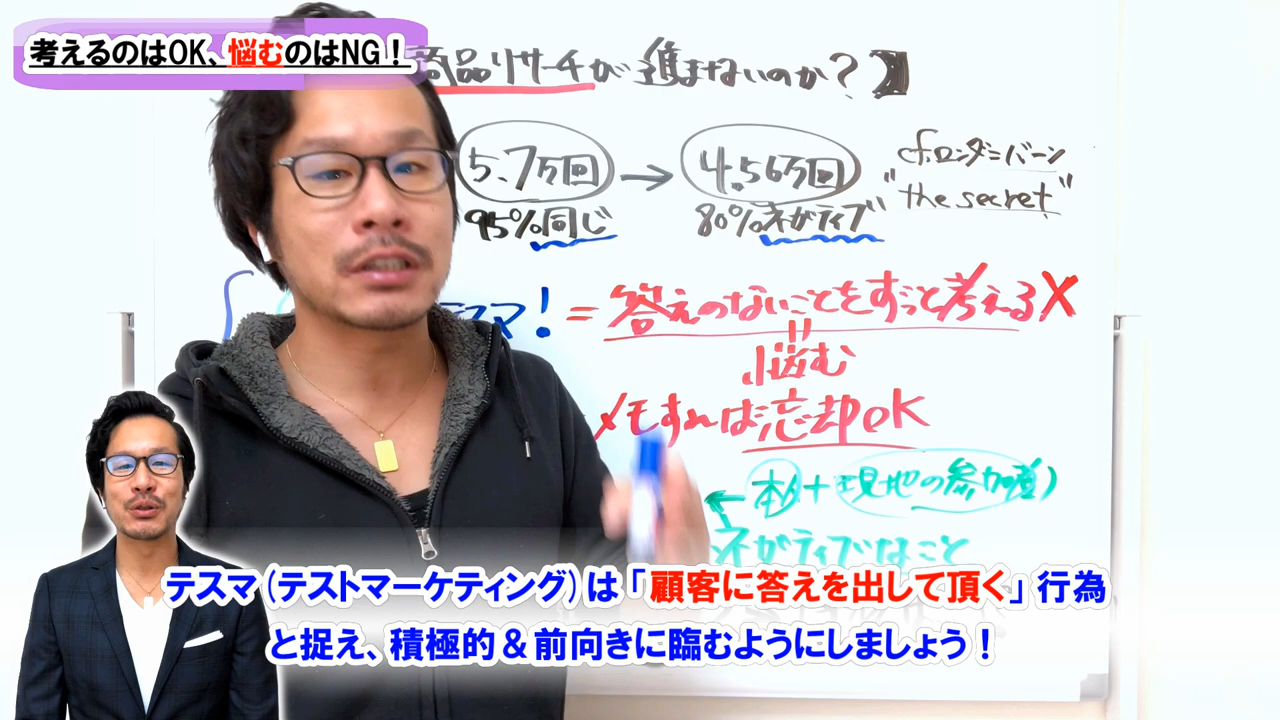 考えるのはOK、悩むのはNG！
商品リサーチが進まないのか？】
5.7万回 → 4.56万回
95%同じ
80%ネガティブ
cf.ロンダ=バーン
"the secret"
テスマ！＝答えのないことをずっと考える X
悩む
メモすれば忘却OK
← 本+現地の参加者)
ネガティブなこと
テスマ（テストマーケティング）は「顧客に答えを出して頂く」行為
と捉え、積極的＆前向きに臨むようにしましょう！